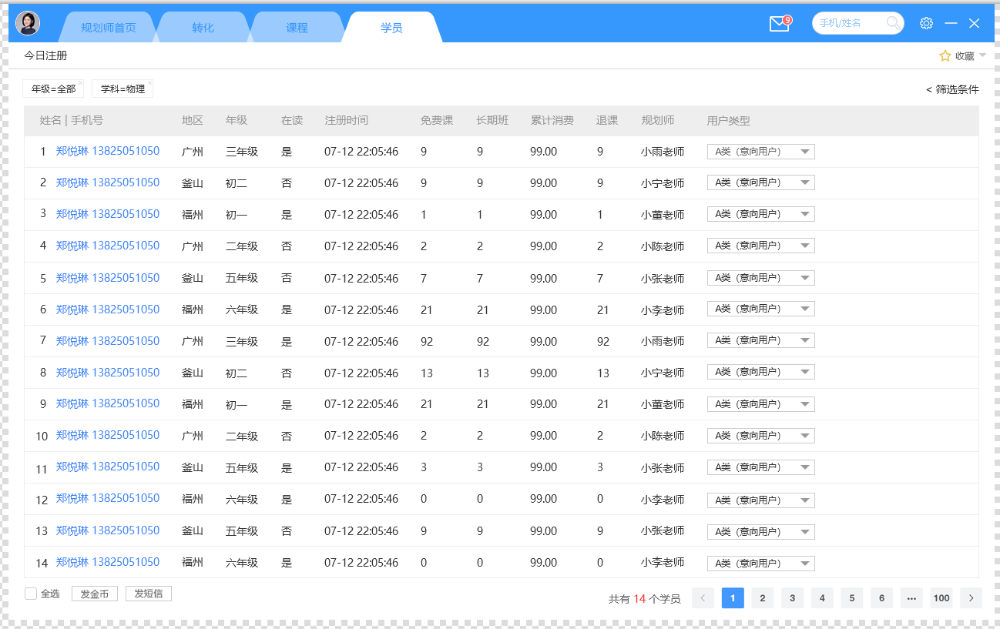 规划师首页 转化 课程 学员 9 手机/姓名
今日注册 收藏
年级=全部 学科=物理 < 筛选条件
姓名 | 手机号 地区 年级 在读 注册时间 免费课 长期班 累计消费 退课 规划师 用户类型
1 郑悦琳 13825051050 广州 三年级 是 07-12 22:05:46 9 9 99.00 9 小雨老师 A类（意向用户）
2 郑悦琳 13825051050 釜山 初二 否 07-12 22:05:46 9 9 99.00 9 小宁老师 A类（意向用户）
3 郑悦琳 13825051050 福州 初一 是 07-12 22:05:46 1 1 99.00 1 小董老师 A类（意向用户）
4 郑悦琳 13825051050 广州 二年级 否 07-12 22:05:46 2 2 99.00 2 小陈老师 A类（意向用户）
5 郑悦琳 13825051050 釜山 五年级 否 07-12 22:05:46 7 7 99.00 7 小张老师 A类（意向用户）
6 郑悦琳 13825051050 福州 六年级 是 07-12 22:05:46 21 21 99.00 21 小李老师 A类（意向用户）
7 郑悦琳 13825051050 广州 三年级 是 07-12 22:05:46 92 92 99.00 92 小雨老师 A类（意向用户）
8 郑悦琳 13825051050 釜山 初二 否 07-12 22:05:46 13 13 99.00 13 小宁老师 A类（意向用户）
9 郑悦琳 13825051050 福州 初一 是 07-12 22:05:46 21 21 99.00 21 小董老师 A类（意向用户）
10 郑悦琳 13825051050 广州 二年级 否 07-12 22:05:46 2 2 99.00 2 小陈老师 A类（意向用户）
11 郑悦琳 13825051050 釜山 五年级 是 07-12 22:05:46 3 3 99.00 3 小张老师 A类（意向用户）
12 郑悦琳 13825051050 福州 六年级 是 07-12 22:05:46 0 0 99.00 0 小李老师 A类（意向用户）
13 郑悦琳 13825051050 釜山 五年级 否 07-12 22:05:46 9 9 99.00 9 小张老师 A类（意向用户）
14 郑悦琳 13825051050 福州 六年级 是 07-12 22:05:46 0 0 99.00 0 小李老师 A类（意向用户）
全选 发金币 发短信 共有 14 个学员 < 1 2 3 4 5 6 ••• 100 >